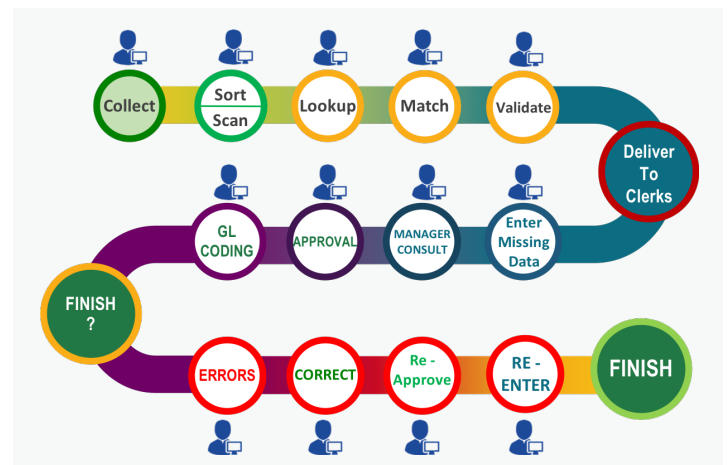 Collect
Sort
Scan
Lookup
Match
Validate
Deliver
To
Clerks
Enter
Missing
Data
MANAGER
CONSULT
APPROVAL
GL
CODING
FINISH
?
ERRORS
CORRECT
Re -
Approve
RE -
ENTER
FINISH